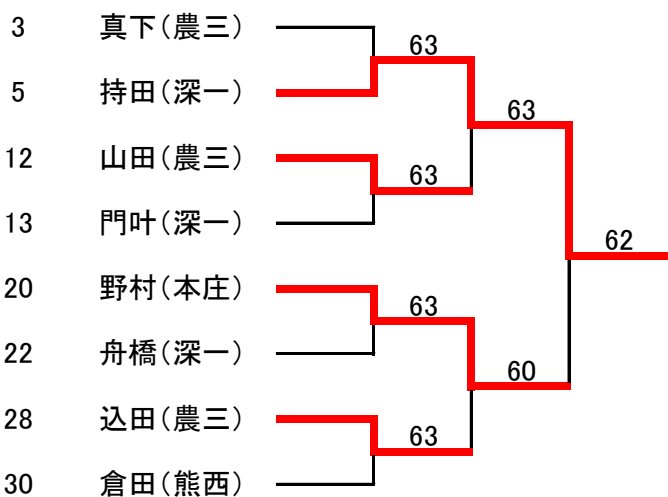 3 真下(農三)
63
5 持田(深一)
63
12 山田(農三)
63
13 門叶(深一)
62
20 野村(本庄)
63
22 舟橋(深一)
60
28 込田(農三)
63
30 倉田(熊西)